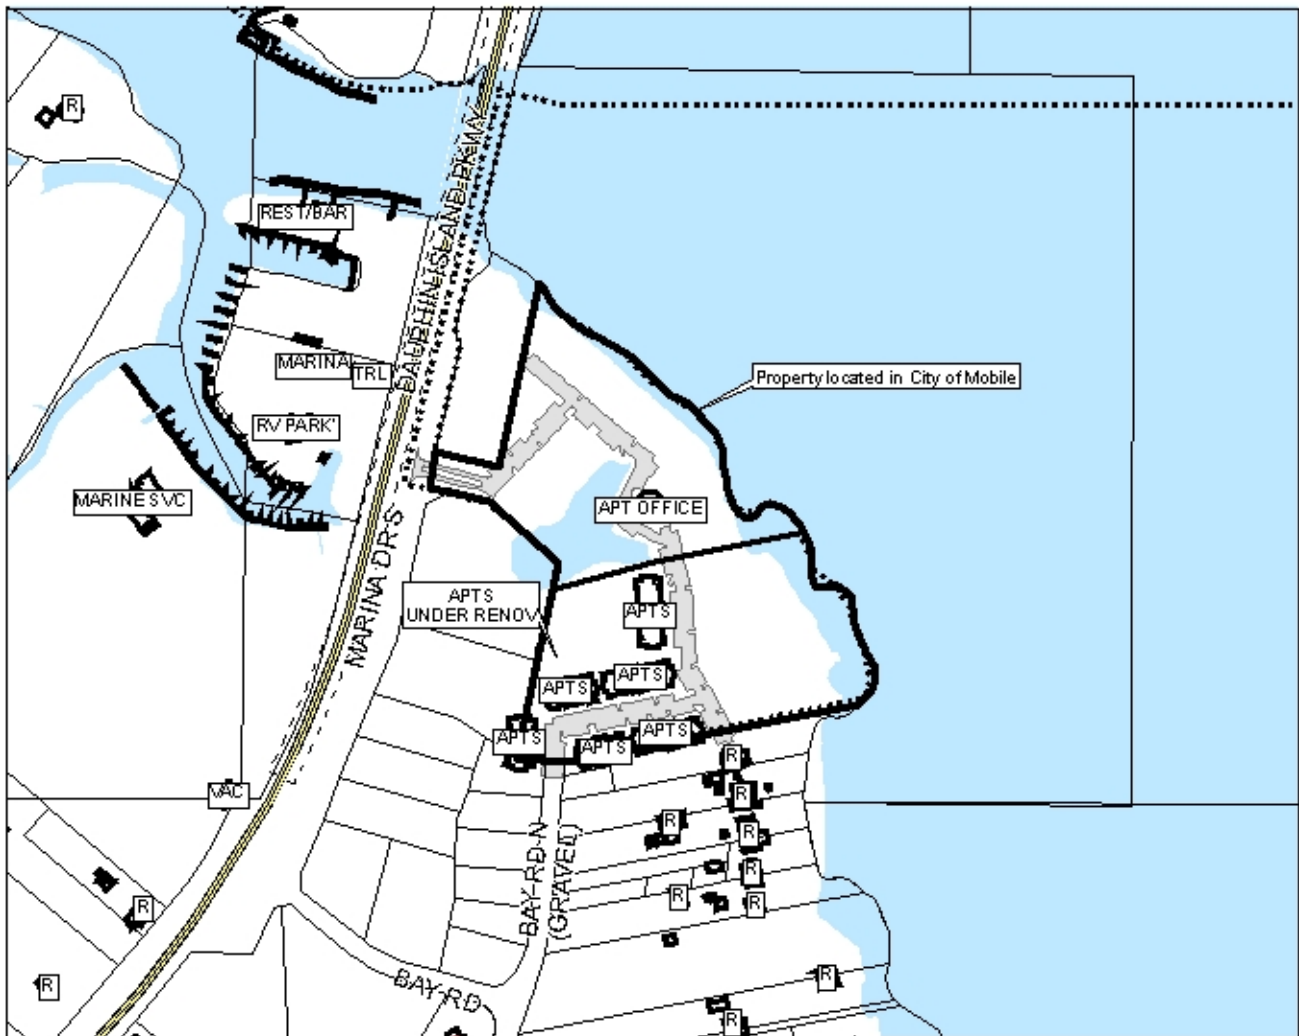 R
REST/BAR
DAUPHIN ISLAND PKWY
MARINA
TRL
Property located in City of Mobile
RV PARK'
MARINE SVC
APT OFFICE
MARINA DR S
APTS
UNDER RENOV
APTS
APTS
APTS
APTS
APTS
APTS
R
VAC
R
R
R
BAY RD N
(GRAVEL)
R
R
R
R
R
BAY RD
R
R